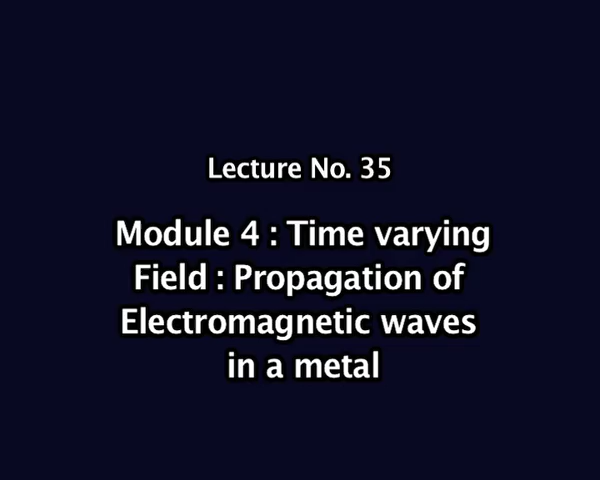 Lecture No. 35
Module 4 : Time varying
Field : Propagation of
Electromagnetic waves
in a metal